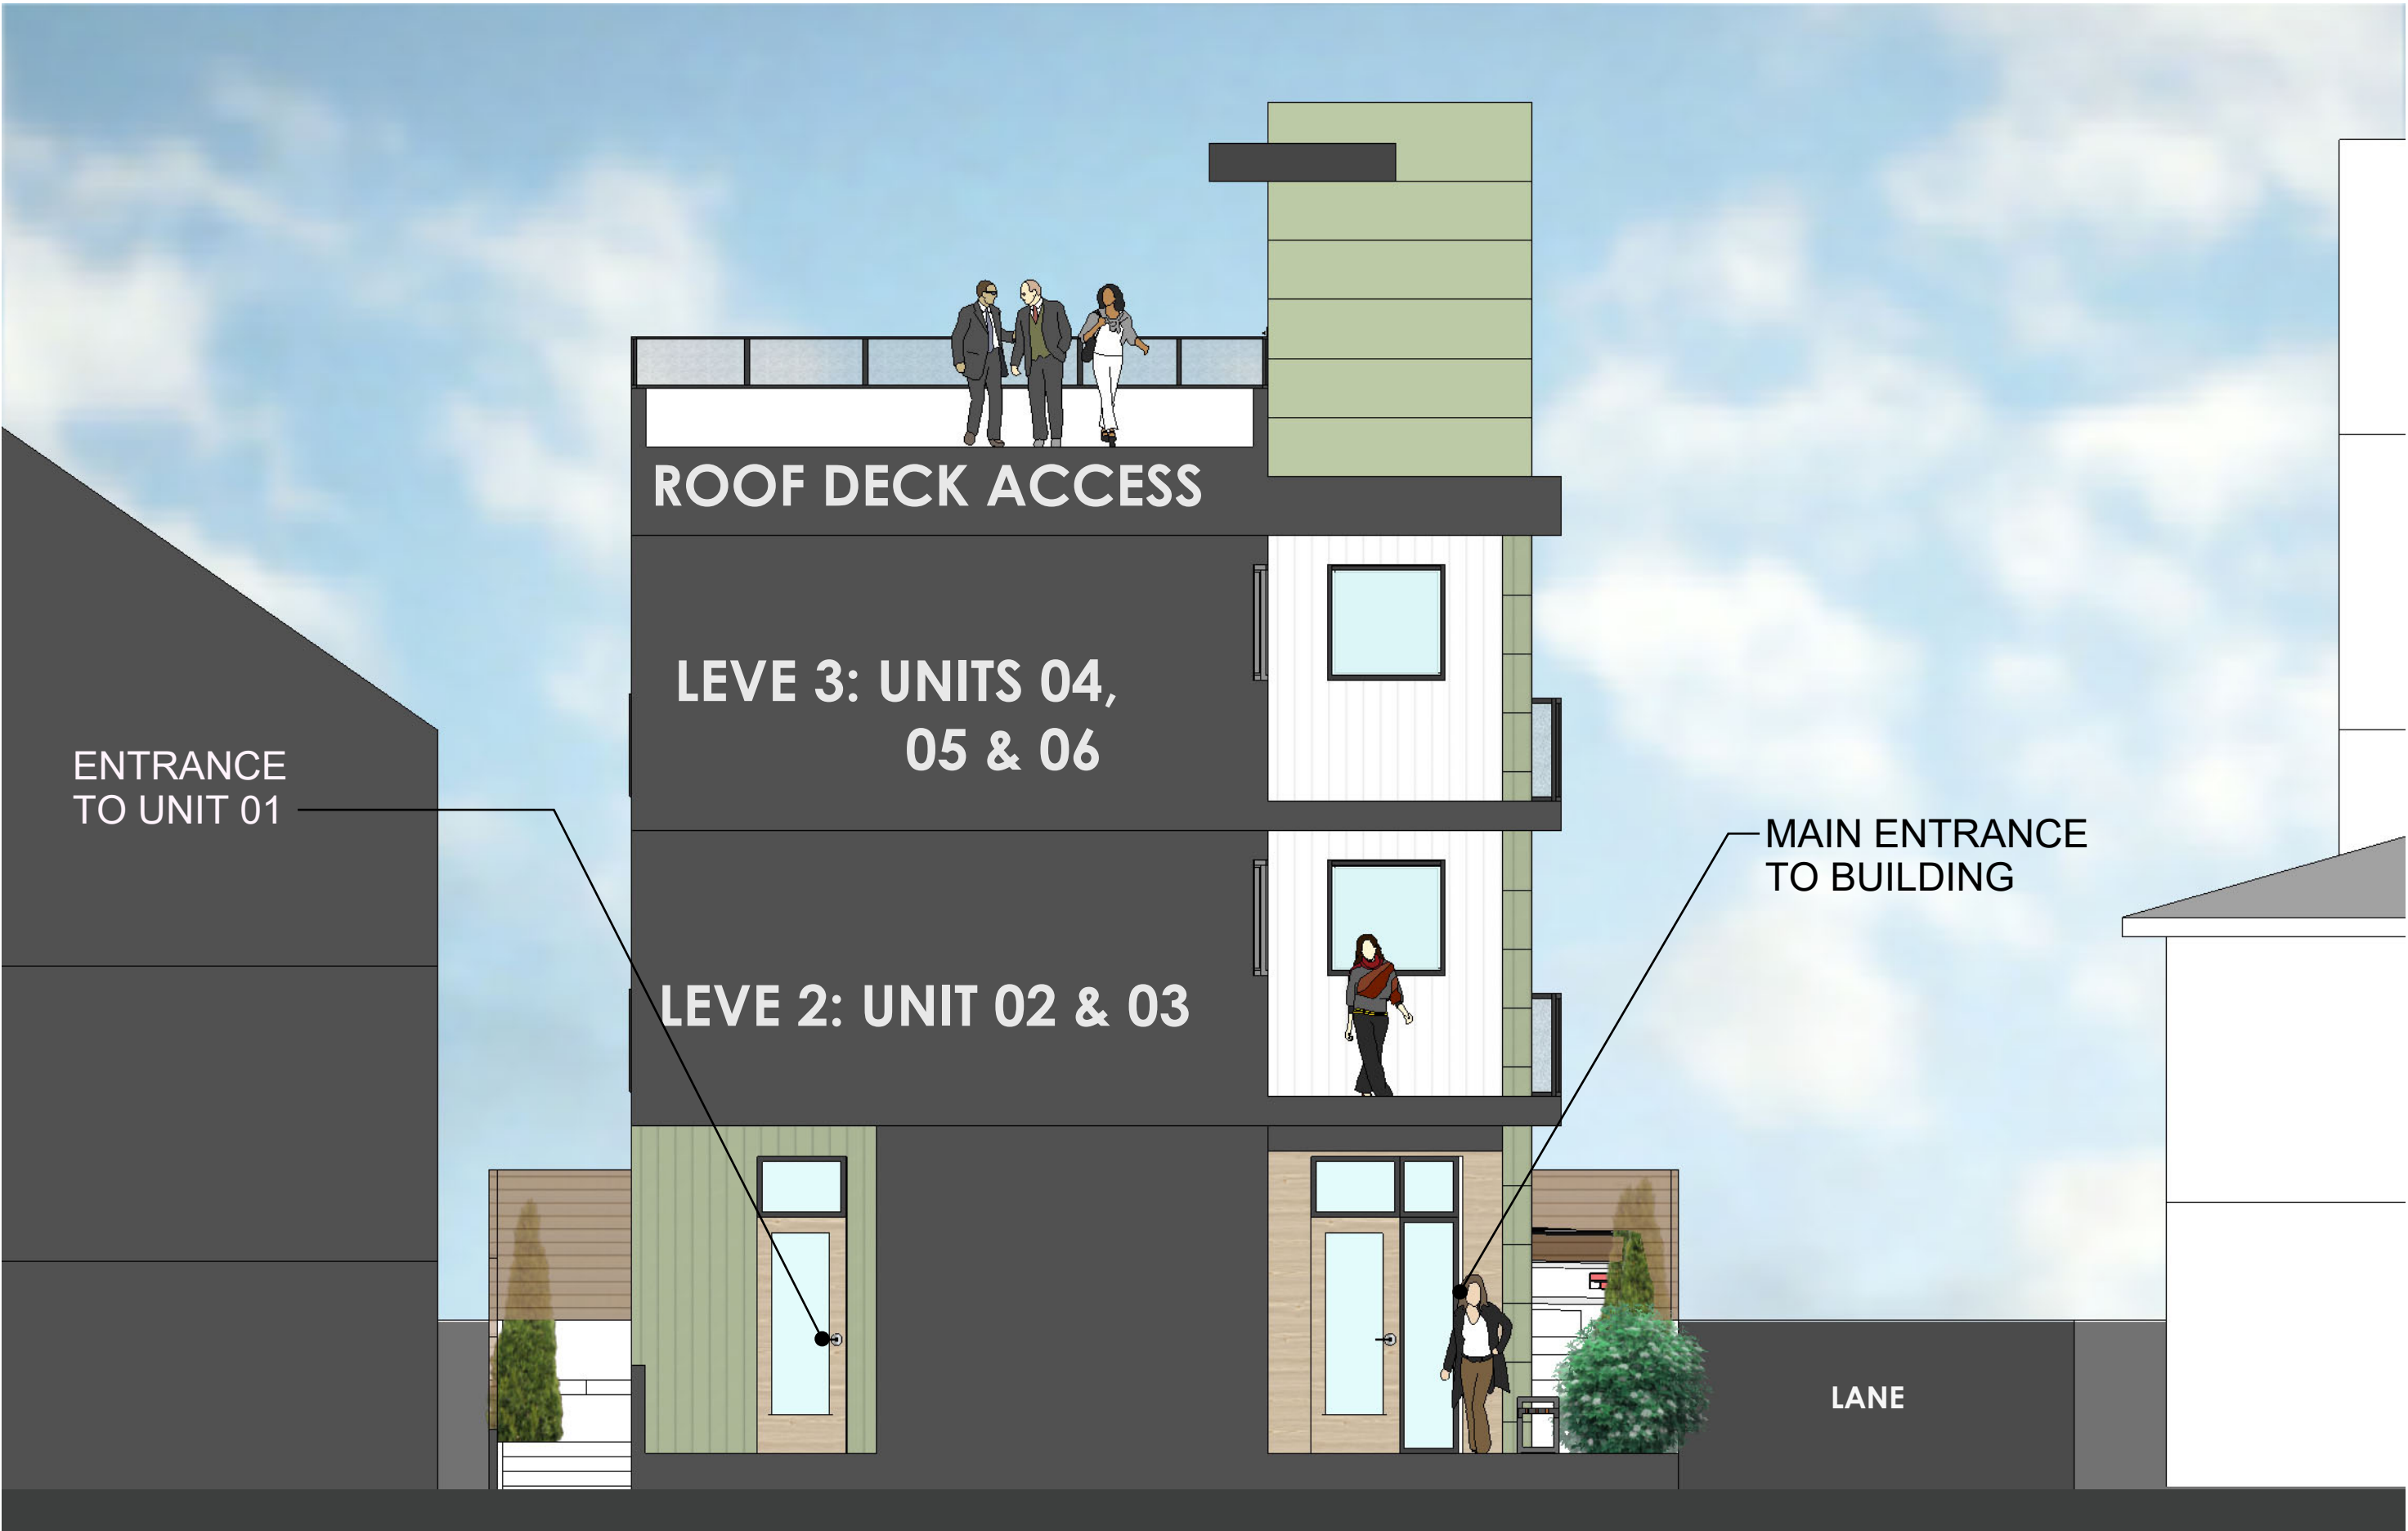 ROOF DECK ACCESS
LEVE 3: UNITS 04,
05 & 06
ENTRANCE
TO UNIT 01
MAIN ENTRANCE
TO BUILDING
LEVE 2: UNIT 02 & 03
LANE